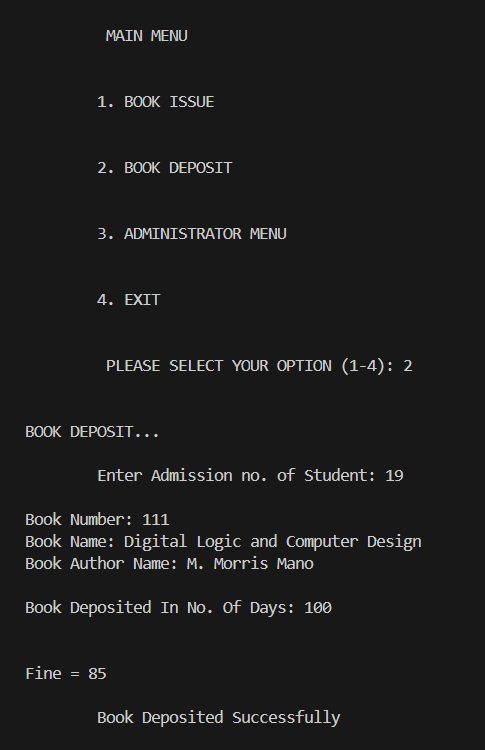 MAIN MENU
1. BOOK ISSUE
2. BOOK DEPOSIT
3. ADMINISTRATOR MENU
4. EXIT
PLEASE SELECT YOUR OPTION (1-4): 2
BOOK DEPOSIT...
Enter Admission no. of Student: 19
Book Number: 111
Book Name: Digital Logic and Computer Design
Book Author Name: M. Morris Mano
Book Deposited In No. Of Days: 100
Fine = 85
Book Deposited Successfully